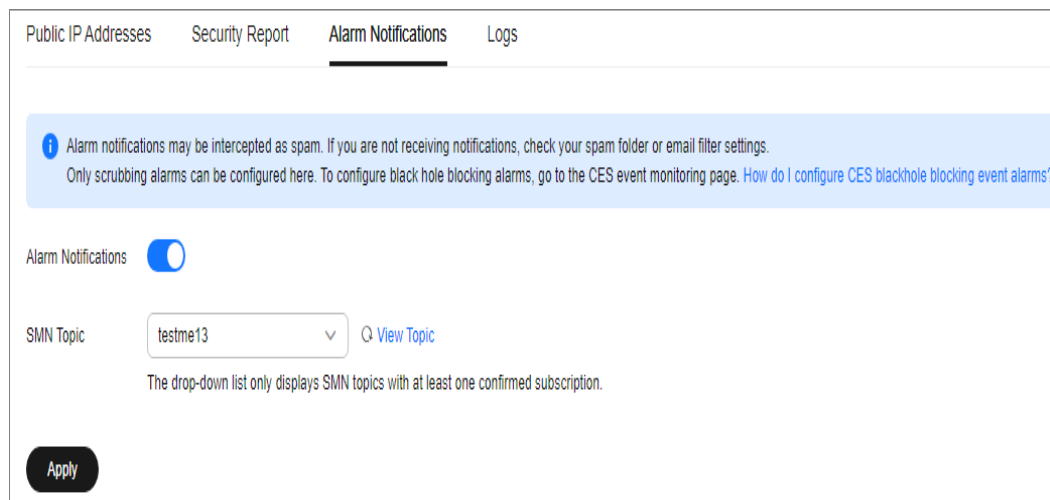 Public IP Addresses Security Report Alarm Notifications Logs
Alarm notifications may be intercepted as spam. If you are not receiving notifications, check your spam folder or email filter settings.
Only scrubbing alarms can be configured here. To configure black hole blocking alarms, go to the CES event monitoring page. How do I configure CES blackhole blocking event alarms?
Alarm Notifications
SMN Topic testme13 View Topic
The drop-down list only displays SMN topics with at least one confirmed subscription.
Apply